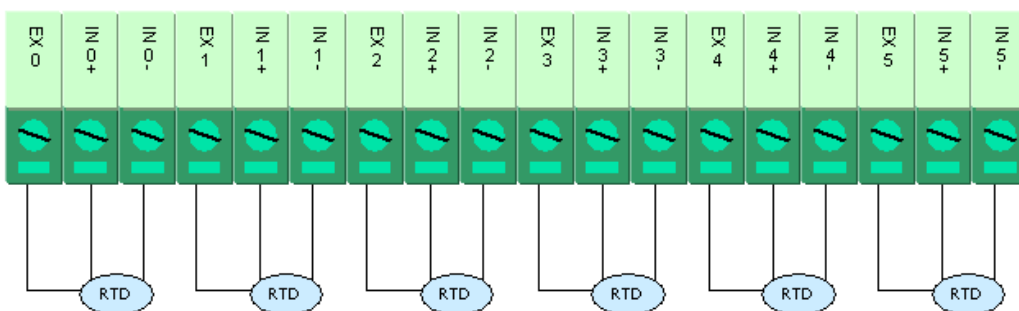 EX 0
IN 0+
IN 0-
EX 1
IN 1+
IN 1-
EX 2
IN 2+
IN 2-
EX 3
IN 3+
IN 3-
EX 4
IN 4+
IN 4-
EX 5
IN 5+
IN 5-
RTD
RTD
RTD
RTD
RTD
RTD